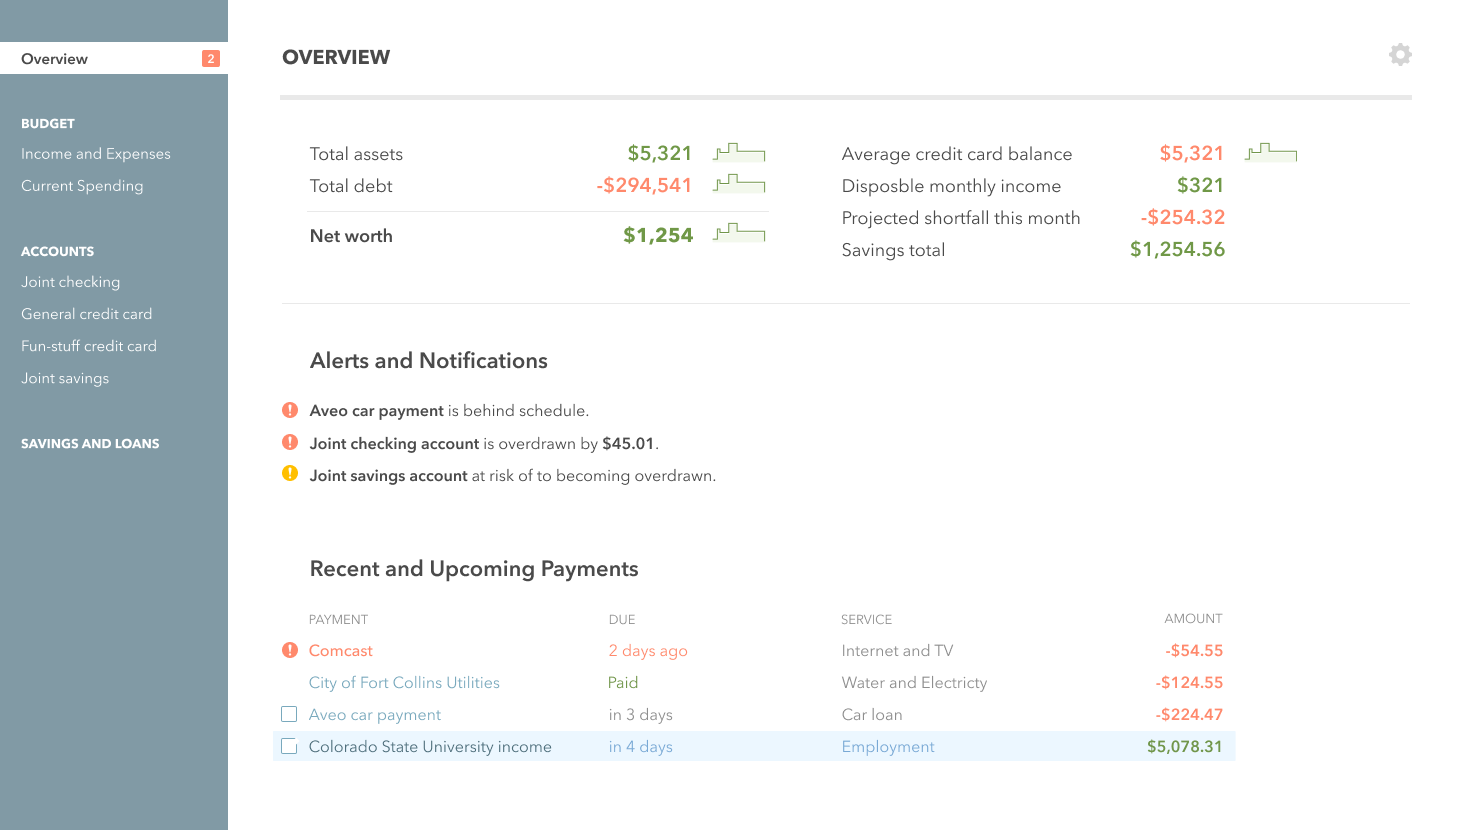 Overview 2
BUDGET
Income and Expenses
Current Spending
ACCOUNTS
Joint checking
General credit card
Fun-stuff credit card
Joint savings
SAVINGS AND LOANS
OVERVIEW
Total assets $5,321
Total debt -$294,541
Net worth $1,254
Average credit card balance $5,321
Disposble monthly income $321
Projected shortfall this month -$254.32
Savings total $1,254.56
Alerts and Notifications
Aveo car payment is behind schedule.
Joint checking account is overdrawn by $45.01.
Joint savings account at risk of to becoming overdrawn.
Recent and Upcoming Payments
PAYMENT DUE SERVICE AMOUNT
Comcast 2 days ago Internet and TV -$54.55
City of Fort Collins Utilities Paid Water and Electricty -$124.55
Aveo car payment in 3 days Car loan -$224.47
Colorado State University income in 4 days Employment $5,078.31